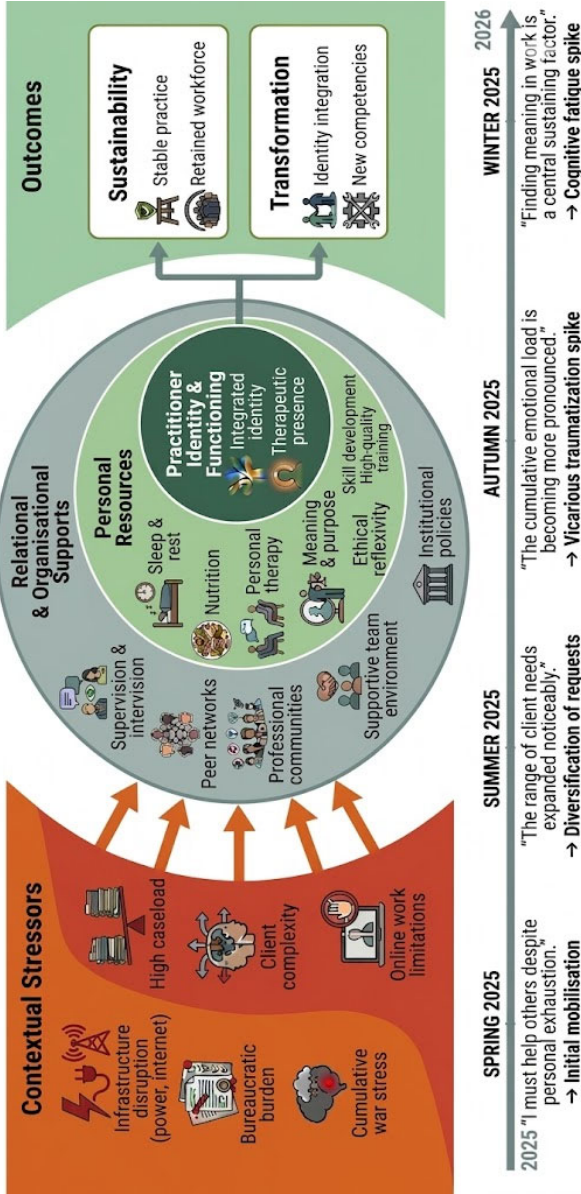 Contextual Stressors
Infrastructure
disruption
(power, internet)
Bureaucratic
burden
Cumulative
war stress
High caseload
Client
complexity
Online work
limitations
Relational
& Organisational
Supports
Supervision &
intervision
Peer networks
Professional
communities
Supportive team
environment
Institutional
policies
Personal
Resources
Sleep &
rest
Nutrition
Personal
therapy
Meaning
& purpose
Ethical
reflexivity
Skill development
High-quality
training
Practitioner
Identity &
Functioning
Integrated
identity
Therapeutic
presence
Outcomes
Sustainability
Stable practice
Retained workforce
Transformation
Identity integration
New competencies
2025
SPRING 2025
"I must help others despite
personal exhaustion."
→ Initial mobilisation
SUMMER 2025
"The range of client needs
expanded noticeably."
→ Diversification of requests
AUTUMN 2025
"The cumulative emotional load is
becoming more pronounced."
→ Vicarious traumatization spike
WINTER 2025
"Finding meaning in work is
a central sustaining factor."
→ Cognitive fatigue spike
2026